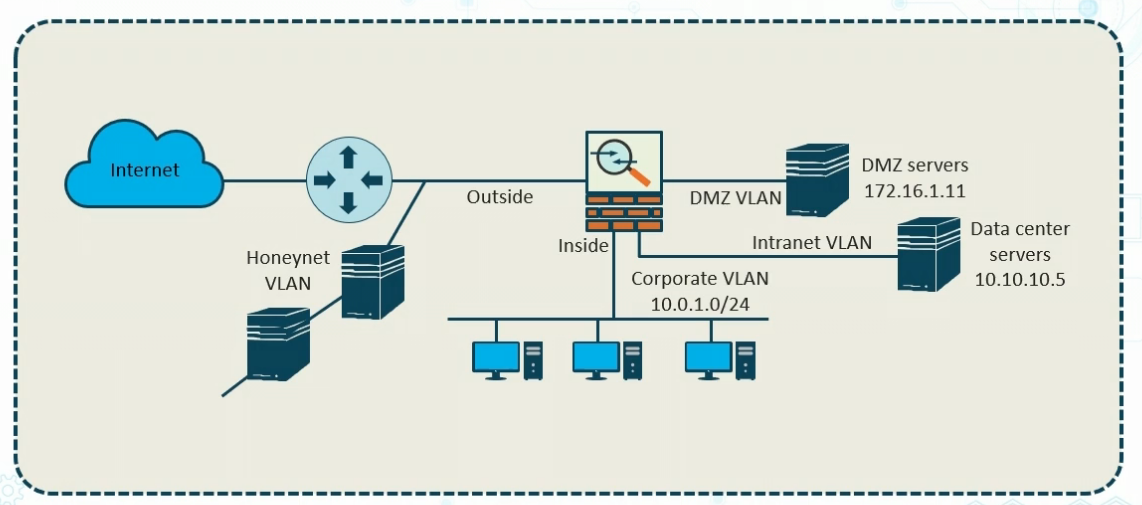 Internet
Outside
DMZ VLAN
DMZ servers
172.16.1.11
Inside
Intranet VLAN
Data center
servers
10.10.10.5
Honeynet
VLAN
Corporate VLAN
10.0.1.0/24